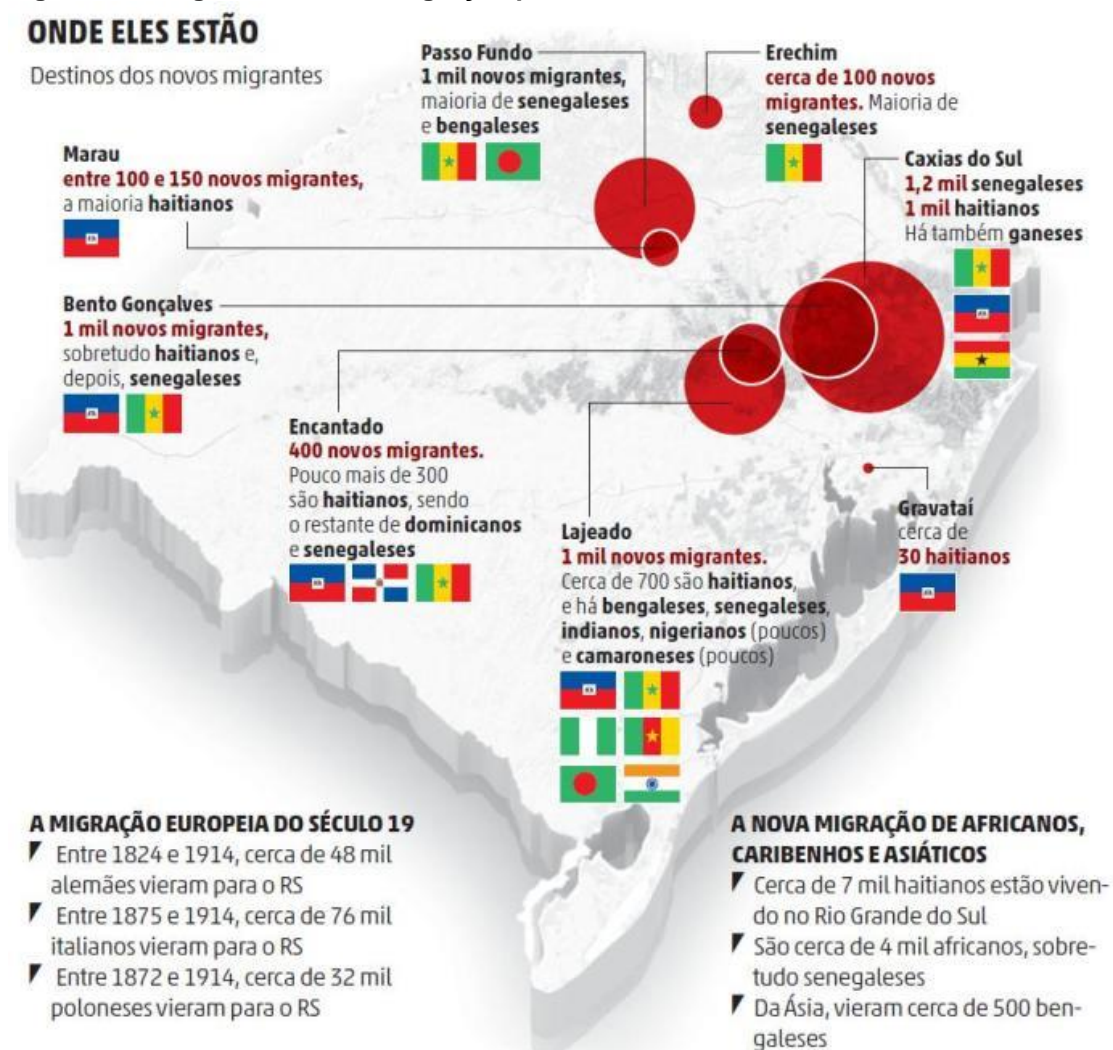 ONDE ELES ESTÃO
Destinos dos novos migrantes
Passo Fundo
1 mil novos migrantes,
maioria de senegaleses
e bengaleses
Erechim
cerca de 100 novos
migrantes. Maioria de
senegaleses
Marau
entre 100 e 150 novos migrantes,
a maioria haitianos
Caxias do Sul
1,2 mil senegaleses
1 mil haitianos
Há também ganeses
Bento Gonçalves
1 mil novos migrantes,
sobretudo haitianos e,
depois, senegaleses
Encantado
400 novos migrantes.
Pouco mais de 300
são haitianos, sendo
o restante de dominicanos
e senegaleses
Lajeado
1 mil novos migrantes.
Cerca de 700 são haitianos,
e há bengaleses, senegaleses,
indianos, nigerianos (poucos)
e camaroneses (poucos)
Gravataí
cerca de
30 haitianos
A MIGRAÇÃO EUROPEIA DO SÉCULO 19
Entre 1824 e 1914, cerca de 48 mil
alemães vieram para o RS
Entre 1875 e 1914, cerca de 76 mil
italianos vieram para o RS
Entre 1872 e 1914, cerca de 32 mil
poloneses vieram para o RS
A NOVA MIGRAÇÃO DE AFRICANOS,
CARIBENHOS E ASIÁTICOS
Cerca de 7 mil haitianos estão viven-
do no Rio Grande do Sul
São cerca de 4 mil africanos, sobre-
tudo senegaleses
Da Ásia, vieram cerca de 500 ben-
galeses